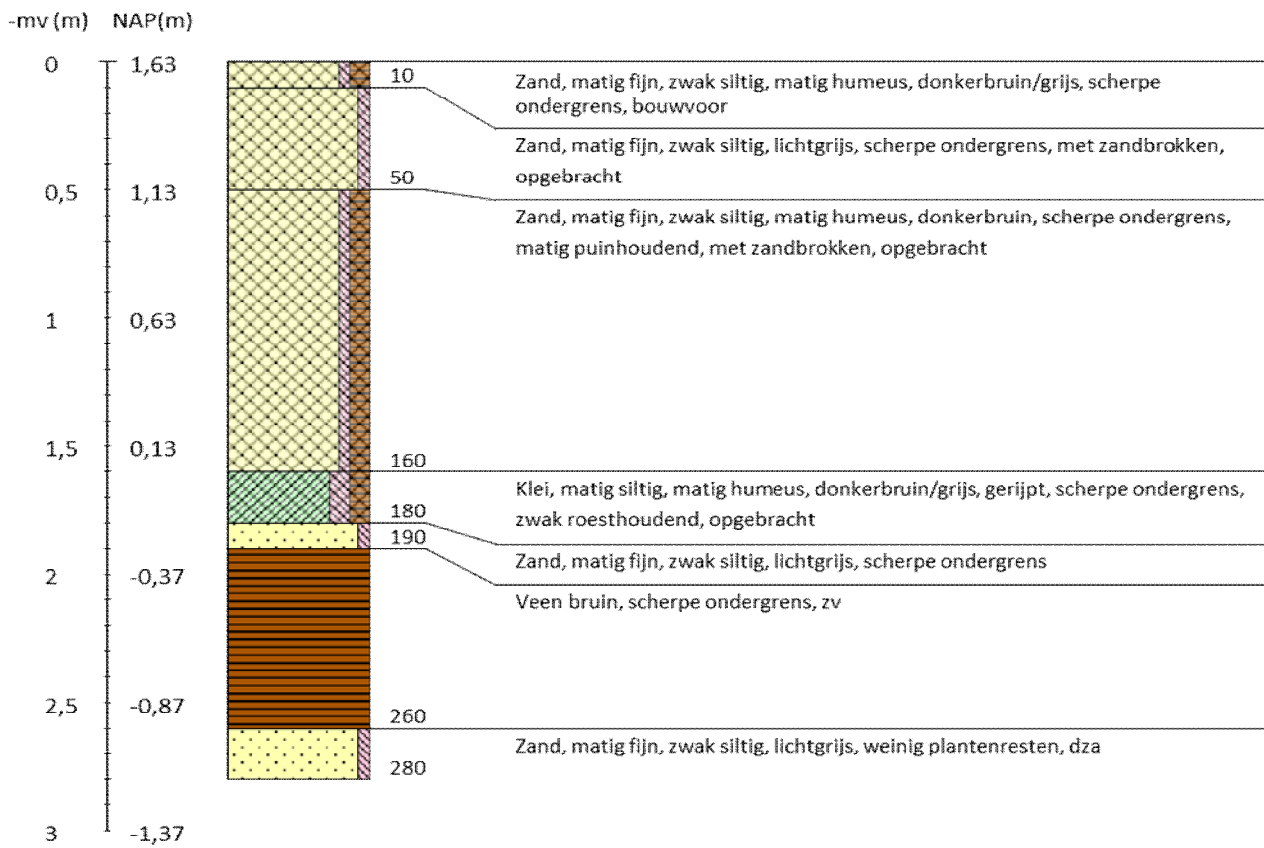 -mv (m) NAP(m)
0 1,63
10
Zand, matig fijn, zwak siltig, matig humeus, donkerbruin/grijs, scherpe
ondergrens, bouwvoor
Zand, matig fijn, zwak siltig, lichtgrijs, scherpe ondergrens, met zandbrokken,
opgebracht
50
0,5 1,13
Zand, matig fijn, zwak siltig, matig humeus, donkerbruin, scherpe ondergrens,
matig puinhoudend, met zandbrokken, opgebracht
1 0,63
1,5 0,13
160
Klei, matig siltig, matig humeus, donkerbruin/grijs, gerijpt, scherpe ondergrens,
zwak roesthoudend, opgebracht
180
190
Zand, matig fijn, zwak siltig, lichtgrijs, scherpe ondergrens
2 -0,37
Veen bruin, scherpe ondergrens, zv
2,5 -0,87
260
Zand, matig fijn, zwak siltig, lichtgrijs, weinig plantenresten, dza
280
3 -1,37